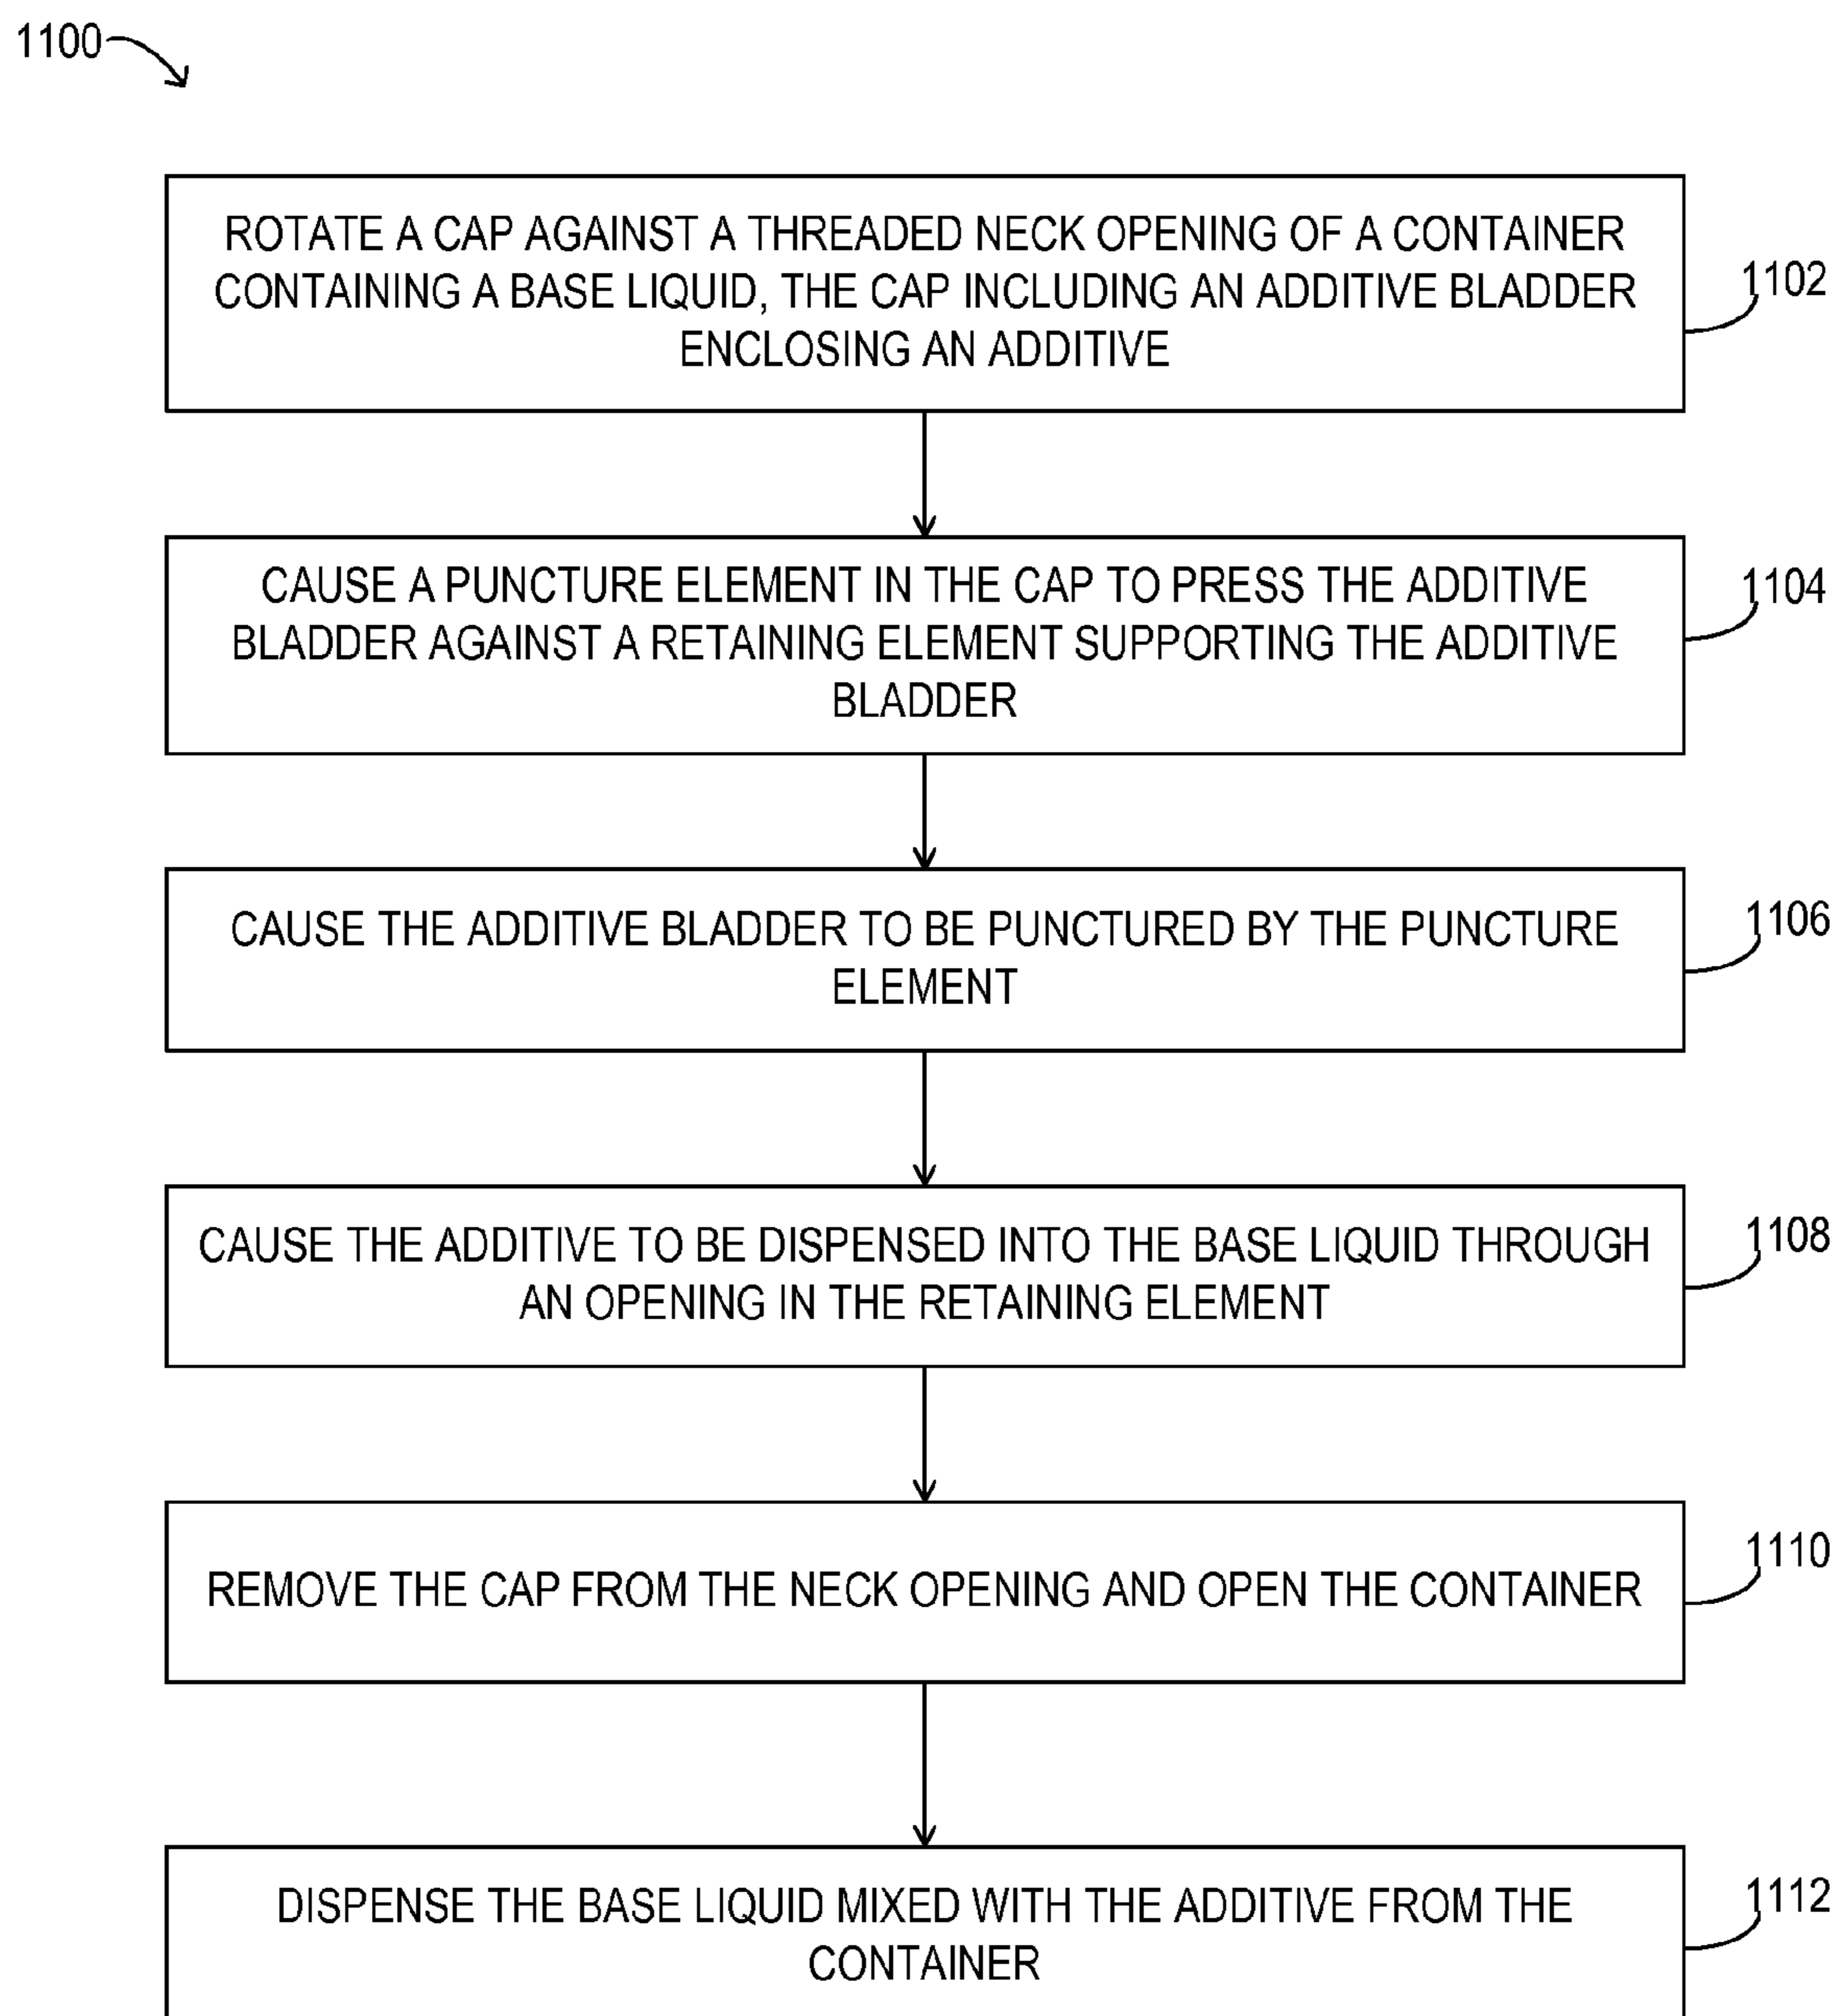 1100
ROTATE A CAP AGAINST A THREADED NECK OPENING OF A CONTAINER
CONTAINING A BASE LIQUID, THE CAP INCLUDING AN ADDITIVE BLADDER
ENCLOSING AN ADDITIVE
1102
CAUSE A PUNCTURE ELEMENT IN THE CAP TO PRESS THE ADDITIVE
BLADDER AGAINST A RETAINING ELEMENT SUPPORTING THE ADDITIVE
BLADDER
1104
CAUSE THE ADDITIVE BLADDER TO BE PUNCTURED BY THE PUNCTURE
ELEMENT
1106
CAUSE THE ADDITIVE TO BE DISPENSED INTO THE BASE LIQUID THROUGH
AN OPENING IN THE RETAINING ELEMENT
1108
REMOVE THE CAP FROM THE NECK OPENING AND OPEN THE CONTAINER
1110
DISPENSE THE BASE LIQUID MIXED WITH THE ADDITIVE FROM THE
CONTAINER
1112